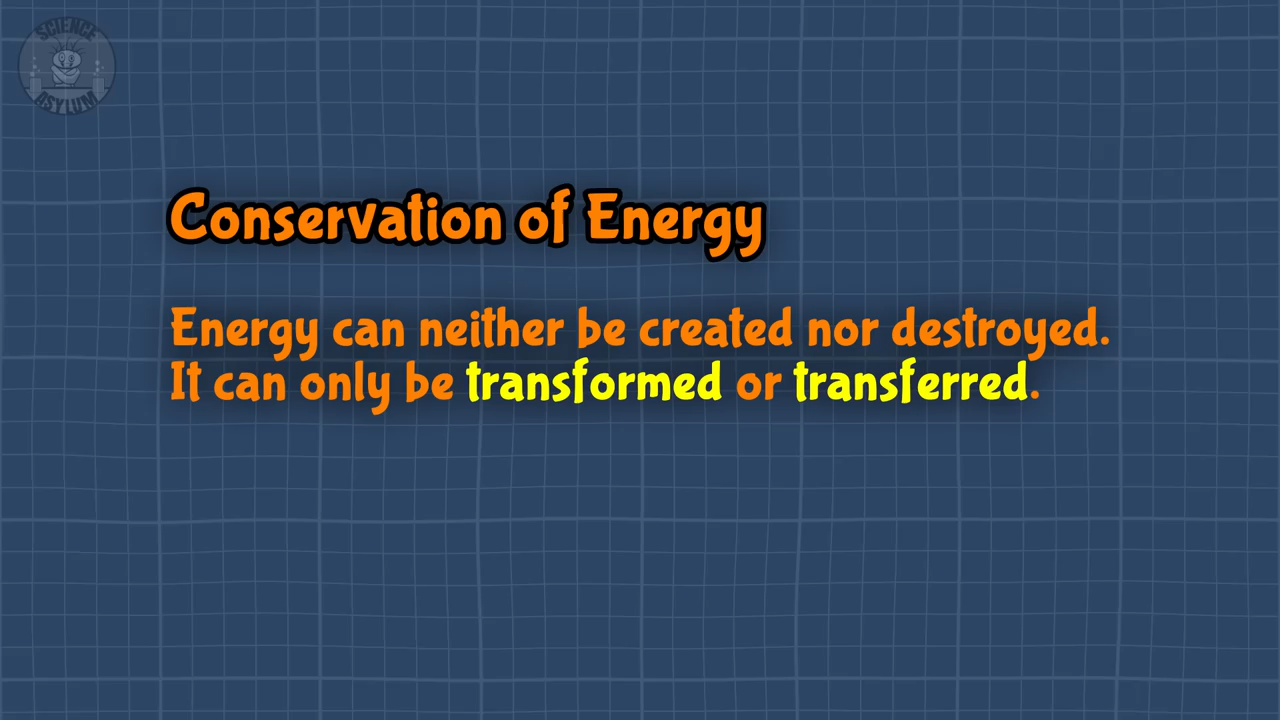 SCIENCE
ASYLUM
Conservation of Energy
Energy can neither be created nor destroyed.
It can only be transformed or transferred.